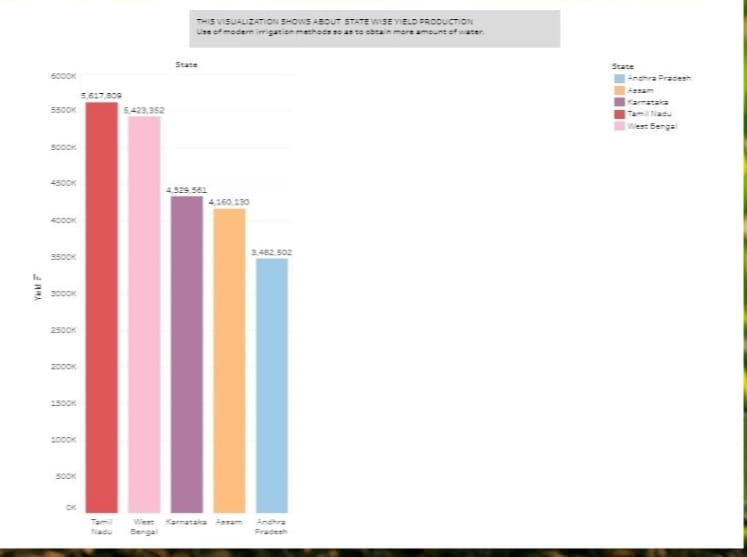 THIS VISUALIZATION SHOWS ABOUT STATE WISE YIELD PRODUCTION
Use of modern irrigation methods so as to obtain more amount of water.
State
6000K
5500K
5000K
4500K
4000K
3500K
3000K
2500K
2000K
1500K
1000K
500K
0K
5,617,809
5,423,352
4,329,561
4,160,130
3,482,502
Tamil Nadu
West Bengal
Karnataka
Assam
Andhra Pradesh
State
Andhra Pradesh
Assam
Karnataka
Tamil Nadu
West Bengal